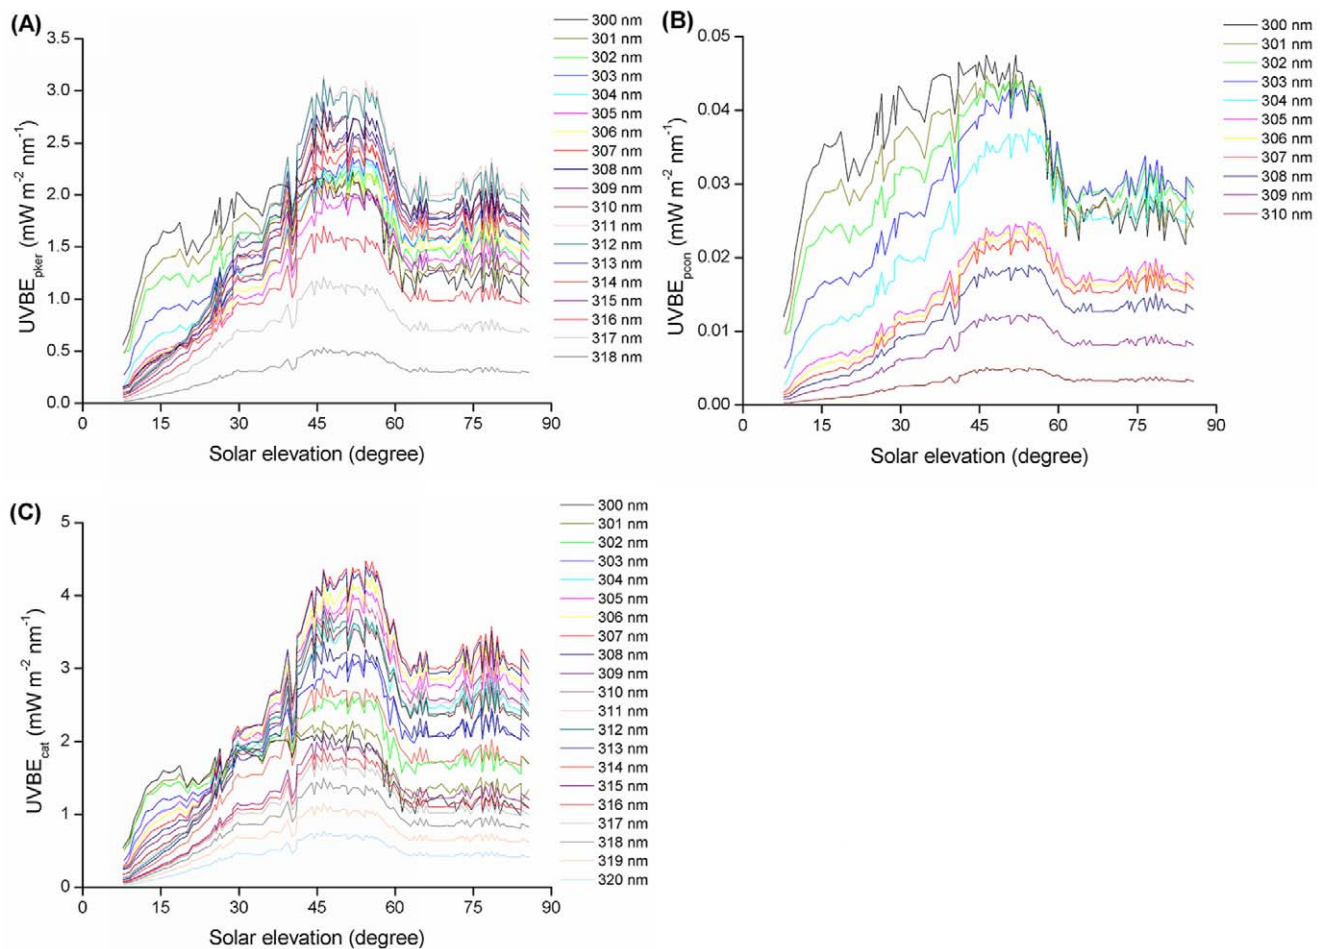 (A)
3.5
3.0
2.5
2.0
1.5
1.0
0.5
0.0
UVBE_pker (mW m⁻² nm⁻¹)
0 15 30 45 60 75 90
Solar elevation (degree)
300 nm
301 nm
302 nm
303 nm
304 nm
305 nm
306 nm
307 nm
308 nm
309 nm
310 nm
311 nm
312 nm
313 nm
314 nm
315 nm
316 nm
317 nm
318 nm
(B)
0.05
0.04
0.03
0.02
0.01
0.00
UVBE_pcon (mW m⁻² nm⁻¹)
0 15 30 45 60 75 90
Solar elevation (degree)
300 nm
301 nm
302 nm
303 nm
304 nm
305 nm
306 nm
307 nm
308 nm
309 nm
310 nm
(C)
5
4
3
2
1
0
UVBE_cat (mW m⁻² nm⁻¹)
0 15 30 45 60 75 90
Solar elevation (degree)
300 nm
301 nm
302 nm
303 nm
304 nm
305 nm
306 nm
307 nm
308 nm
309 nm
310 nm
311 nm
312 nm
313 nm
314 nm
315 nm
316 nm
317 nm
318 nm
319 nm
320 nm